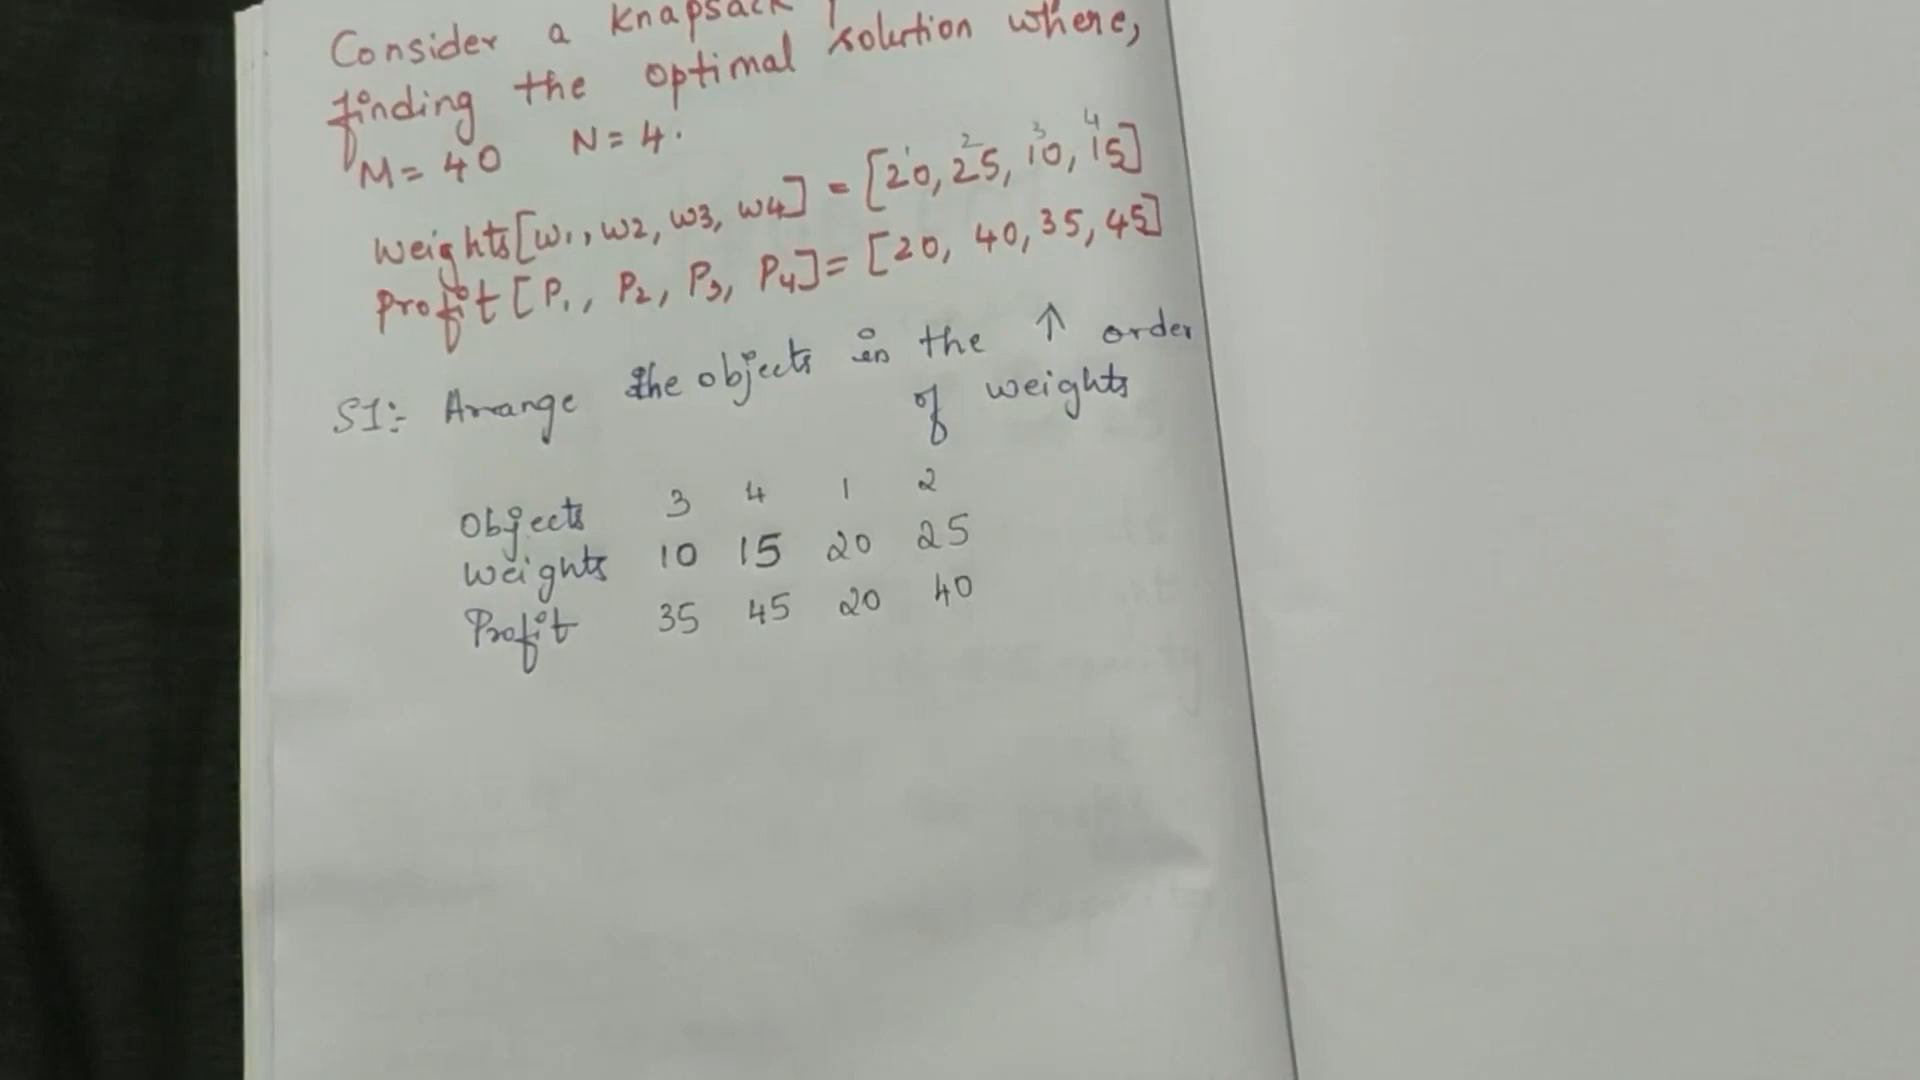 Consider a knapsack
finding the optimal solution where,
M = 40 N = 4.
1 2 3 4
Weights[w1, w2, w3, w4] = [20, 25, 10, 15]
Profit [P1, P2, P3, P4] = [20, 40, 35, 45]
S1:- Arrange the objects in the ↑ order
of weights
Objects 3 4 1 2
Weights 10 15 20 25
Profit 35 45 20 40